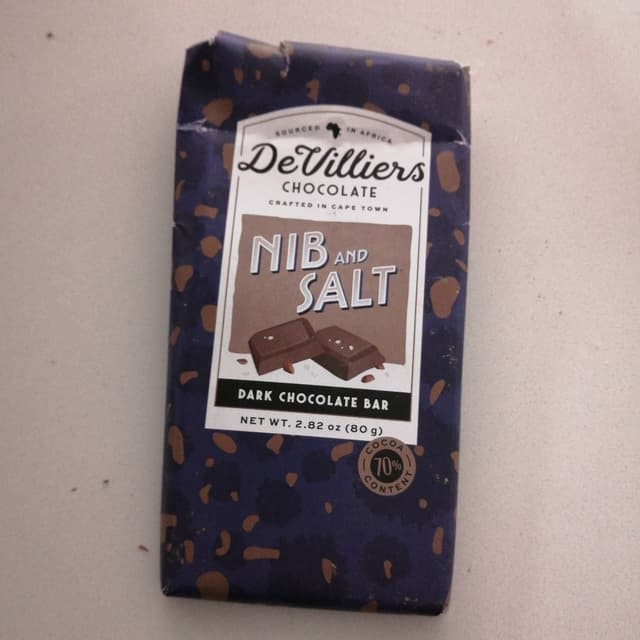 SOURCED IN AFRICA
DeVilliers
CHOCOLATE
CRAFTED IN CAPE TOWN
NIB AND
SALT
DARK CHOCOLATE BAR
NET WT. 2.82 oz (80 g)
COCOA
70%
CONTENT